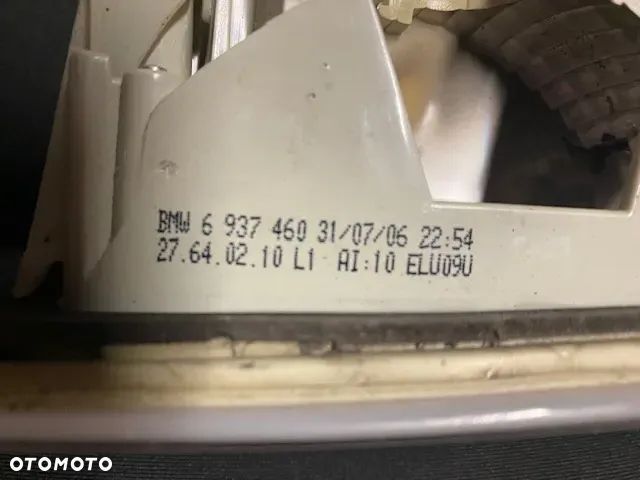 BMW 6 937 460 31/07/06 22:54
27.64.02.10 L1 AI:10 ELU09U
OTOMOTO